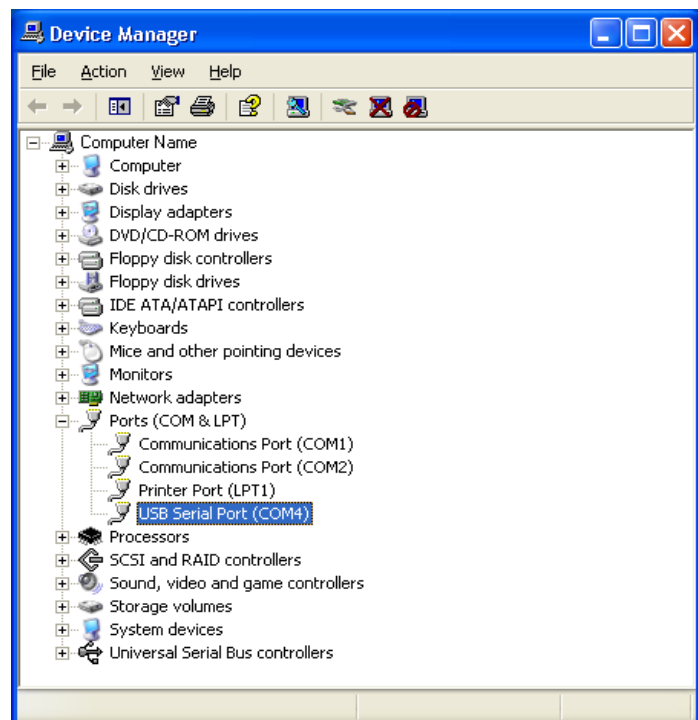 Device Manager
File Action View Help
Computer Name
Computer
Disk drives
Display adapters
DVD/CD-ROM drives
Floppy disk controllers
Floppy disk drives
IDE ATA/ATAPI controllers
Keyboards
Mice and other pointing devices
Monitors
Network adapters
Ports (COM & LPT)
Communications Port (COM1)
Communications Port (COM2)
Printer Port (LPT1)
USB Serial Port (COM4)
Processors
SCSI and RAID controllers
Sound, video and game controllers
Storage volumes
System devices
Universal Serial Bus controllers